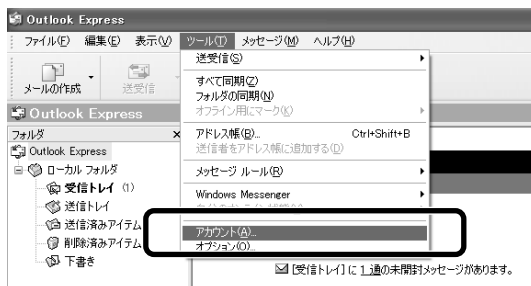 Outlook Express
ファイル(F) 編集(E) 表示(V) ツール(T) メッセージ(M) ヘルプ(H)
メールの作成 送受信
送受信(S)
すべて同期(Z)
フォルダの同期(N)
オフライン用にマーク(K)
アドレス帳(B)... Ctrl+Shift+B
送信者をアドレス帳に追加する(D)
メッセージ ルール(R)
Windows Messenger
アカウント(A)...
オプション(O)...
Outlook Express
フォルダ ×
Outlook Express
ローカル フォルダ
受信トレイ (1)
送信トレイ
送信済みアイテム
削除済みアイテム
下書き
[受信トレイ] に 1 通の未開封メッセージがあります。